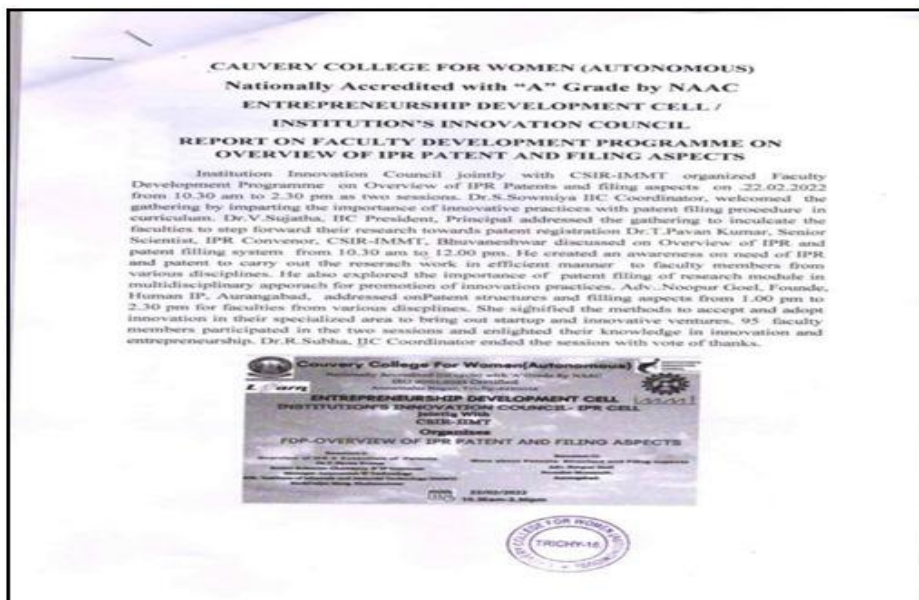 CAUVERY COLLEGE FOR WOMEN (AUTONOMOUS)
Nationally Accredited with “A” Grade by NAAC
ENTREPRENEURSHIP DEVELOPMENT CELL /
INSTITUTION’S INNOVATION COUNCIL
REPORT ON FACULTY DEVELOPMENT PROGRAMME ON
OVERVIEW OF IPR PATENT AND FILING ASPECTS
Institution Innovation Council jointly with CSIR-IMMT organized Faculty
Development Programme on Overview of IPR Patents and filing aspects on .22.02.2022
from 10.30 am to 2.30 pm as two sessions. Dr.S.Sowmiya IIC Coordinator, welcomed the
gathering by imparting the importance of innovative practices with patent filing procedure in
curriculum. Dr.V.Sujatha, IIC President, Principal addressed the gathering to inculcate the
faculties to step forward their research towards patent registration Dr.T.Pavan Kumar, Senior
Scientist, IPR Convenor, CSIR-IMMT, Bhuvaneshwar discussed on Overview of IPR and
patent filling system from 10.30 am to 12.00 pm. He created an awareness on need of IPR
and patent to carry out the reserach work in efficient manner to faculty members from
various disciplines. He also explored the importance of patent filing of research module in
multidisciplinary apporach for promotion of innovation practices. Adv..Noopur Goel, Founde,
Human IP, Aurangabad, addressed onPatent structures and filling aspects from 1.00 pm to
2.30 pm for faculties from various discplines. She sighified the methods to accept and adopt
innovation in their specialized area to bring out startup and innovative ventures. 95 faculty
members participated in the two sessions and enlighted their knowledge in innovation and
entrepreneurship. Dr.R.Subha, IIC Coordinator ended the session with vote of thanks.
Cauvery College For Women(Autonomous)
ENTREPRENEURSHIP DEVELOPMENT CELL
INSTITUTION'S INNOVATION COUNCIL- IPR CELL
Jointly With
CSIR-IIMT
Organises
FDP-OVERVIEW OF IPR PATENT AND FILING ASPECTS
22/02/2022
10.30am-2.30pm
TRICHY-18.